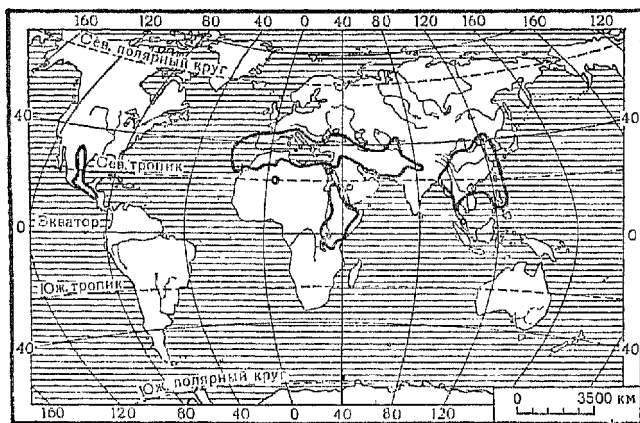 160 120 80 40 0 40 60 80 120 160 120
Сев. полярный круг
40 40
Сев. тропик
Экватор
0 0
Юж. тропик
40 40
Юж. полярный круг
0 3500 км
160 120 80 40 0 40 80 120